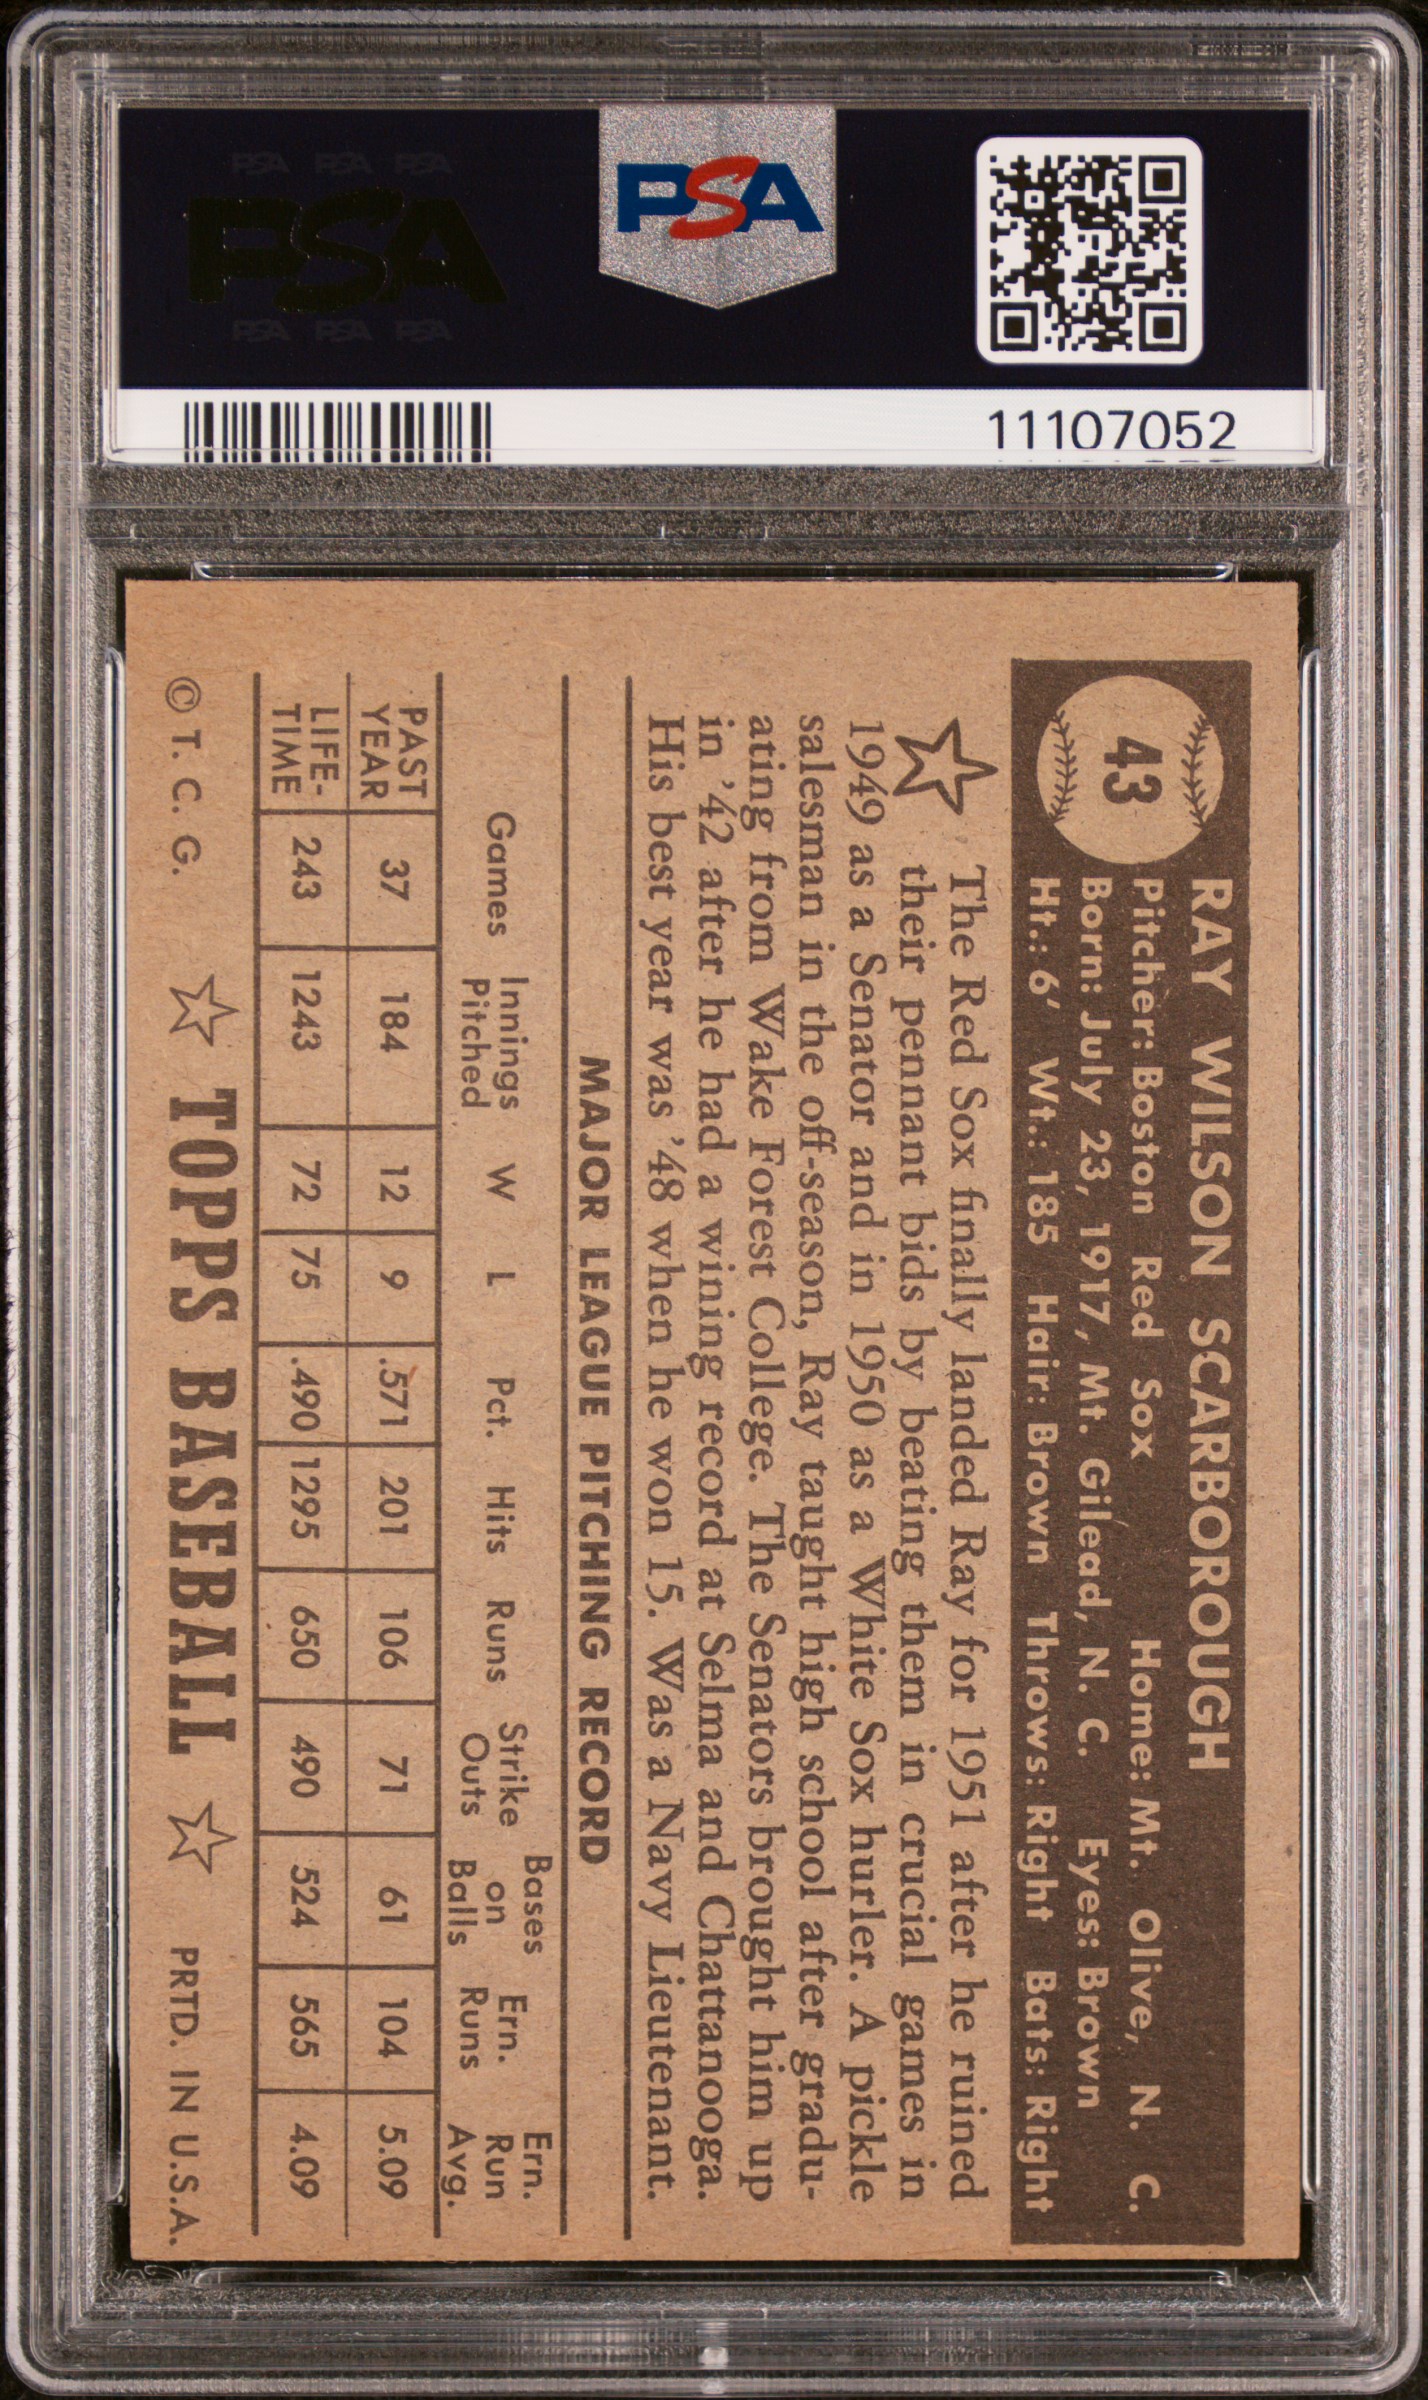 PSA PSA PSA
PSA
PSA PSA PSA
PSA
11107052
43
RAY WILSON SCARBOROUGH
Pitcher: Boston Red Sox Home: Mt. Olive, N. C.
Born: July 23, 1917, Mt. Gilead, N. C. Eyes: Brown
Ht.: 6' Wt.: 185 Hair: Brown Throws: Right Bats: Right
The Red Sox finally landed Ray for 1951 after he ruined
their pennant bids by beating them in crucial games in
1949 as a Senator and in 1950 as a White Sox hurler. A pickle
salesman in the off-season, Ray taught high school after gradu-
ating from Wake Forest College. The Senators brought him up
in '42 after he had a wining record at Selma and Chattanooga.
His best year was '48 when he won 15. Was a Navy Lieutenant.
MAJOR LEAGUE PITCHING RECORD
Games Innings Pitched W L Pct. Hits Runs Strike Outs Bases on Balls Ern. Runs Ern. Run Avg.
PAST YEAR 37 184 12 9 .571 201 106 71 61 104 5.09
LIFE-TIME 243 1243 72 75 .490 1295 650 490 524 565 4.09
© T. C. G. TOPPS BASEBALL PRTD. IN U.S.A.